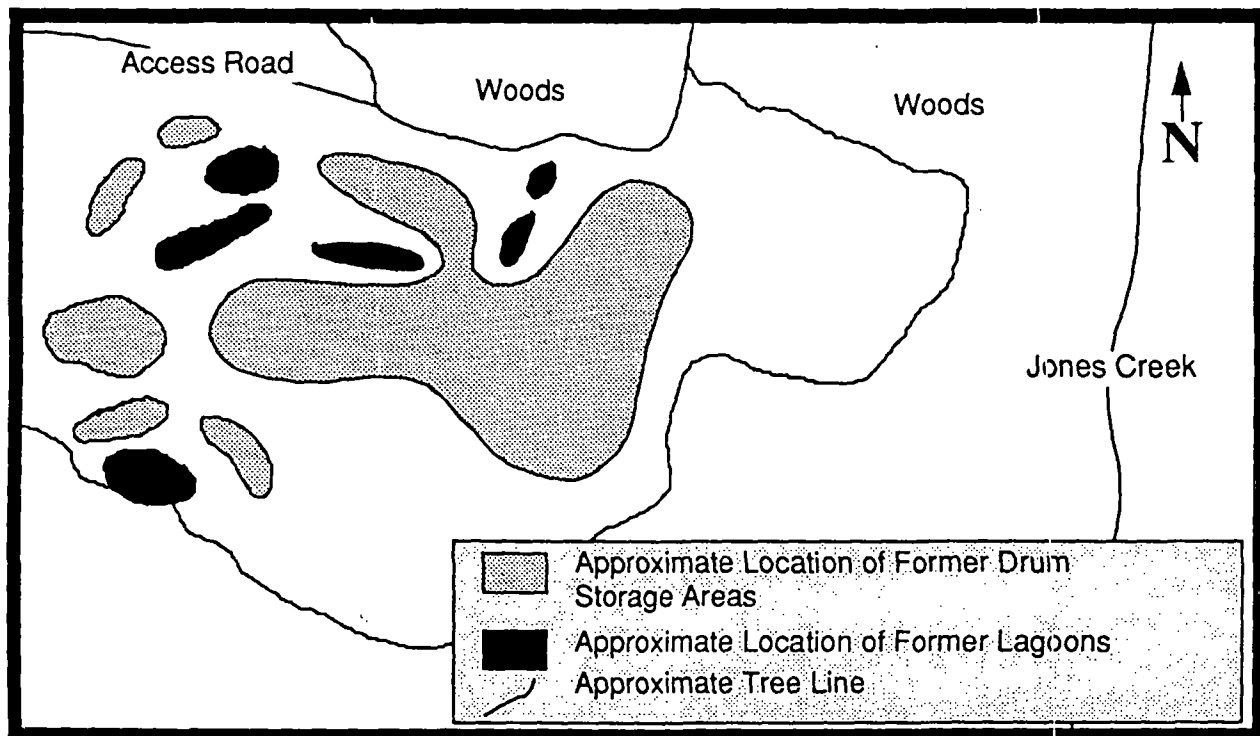 Access Road
Woods
Woods
N
Jones Creek
Approximate Location of Former Drum
Storage Areas
Approximate Location of Former Lagoons
Approximate Tree Line